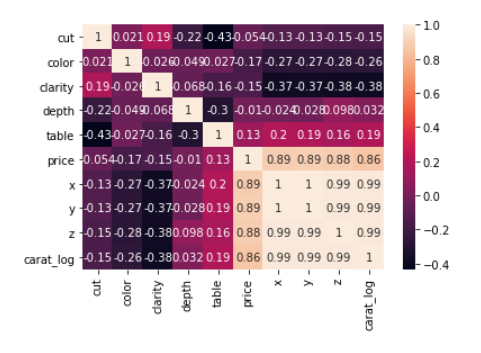 cut 1 0.021 0.19 -0.22 -0.43 -0.054 -0.13 -0.13 -0.15 -0.15
color 0.021 1 -0.026 -0.049 -0.027 -0.17 -0.27 -0.27 -0.28 -0.26
clarity 0.19 -0.026 1 -0.068 -0.16 -0.15 -0.37 -0.37 -0.38 -0.38
depth -0.22 -0.049 -0.068 1 -0.3 -0.01 -0.024 -0.028 0.098 0.032
table -0.43 -0.027 -0.16 -0.3 1 0.13 0.2 0.19 0.16 0.19
price -0.054 -0.17 -0.15 -0.01 0.13 1 0.89 0.89 0.88 0.86
x -0.13 -0.27 -0.37 -0.024 0.2 0.89 1 1 0.99 0.99
y -0.13 -0.27 -0.37 -0.028 0.19 0.89 1 1 0.99 0.99
z -0.15 -0.28 -0.38 0.098 0.16 0.88 0.99 0.99 1 0.99
carat_log -0.15 -0.26 -0.38 0.032 0.19 0.86 0.99 0.99 0.99 1
cut color clarity depth table price x y z carat_log
1.0
0.8
0.6
0.4
0.2
0.0
−0.2
−0.4